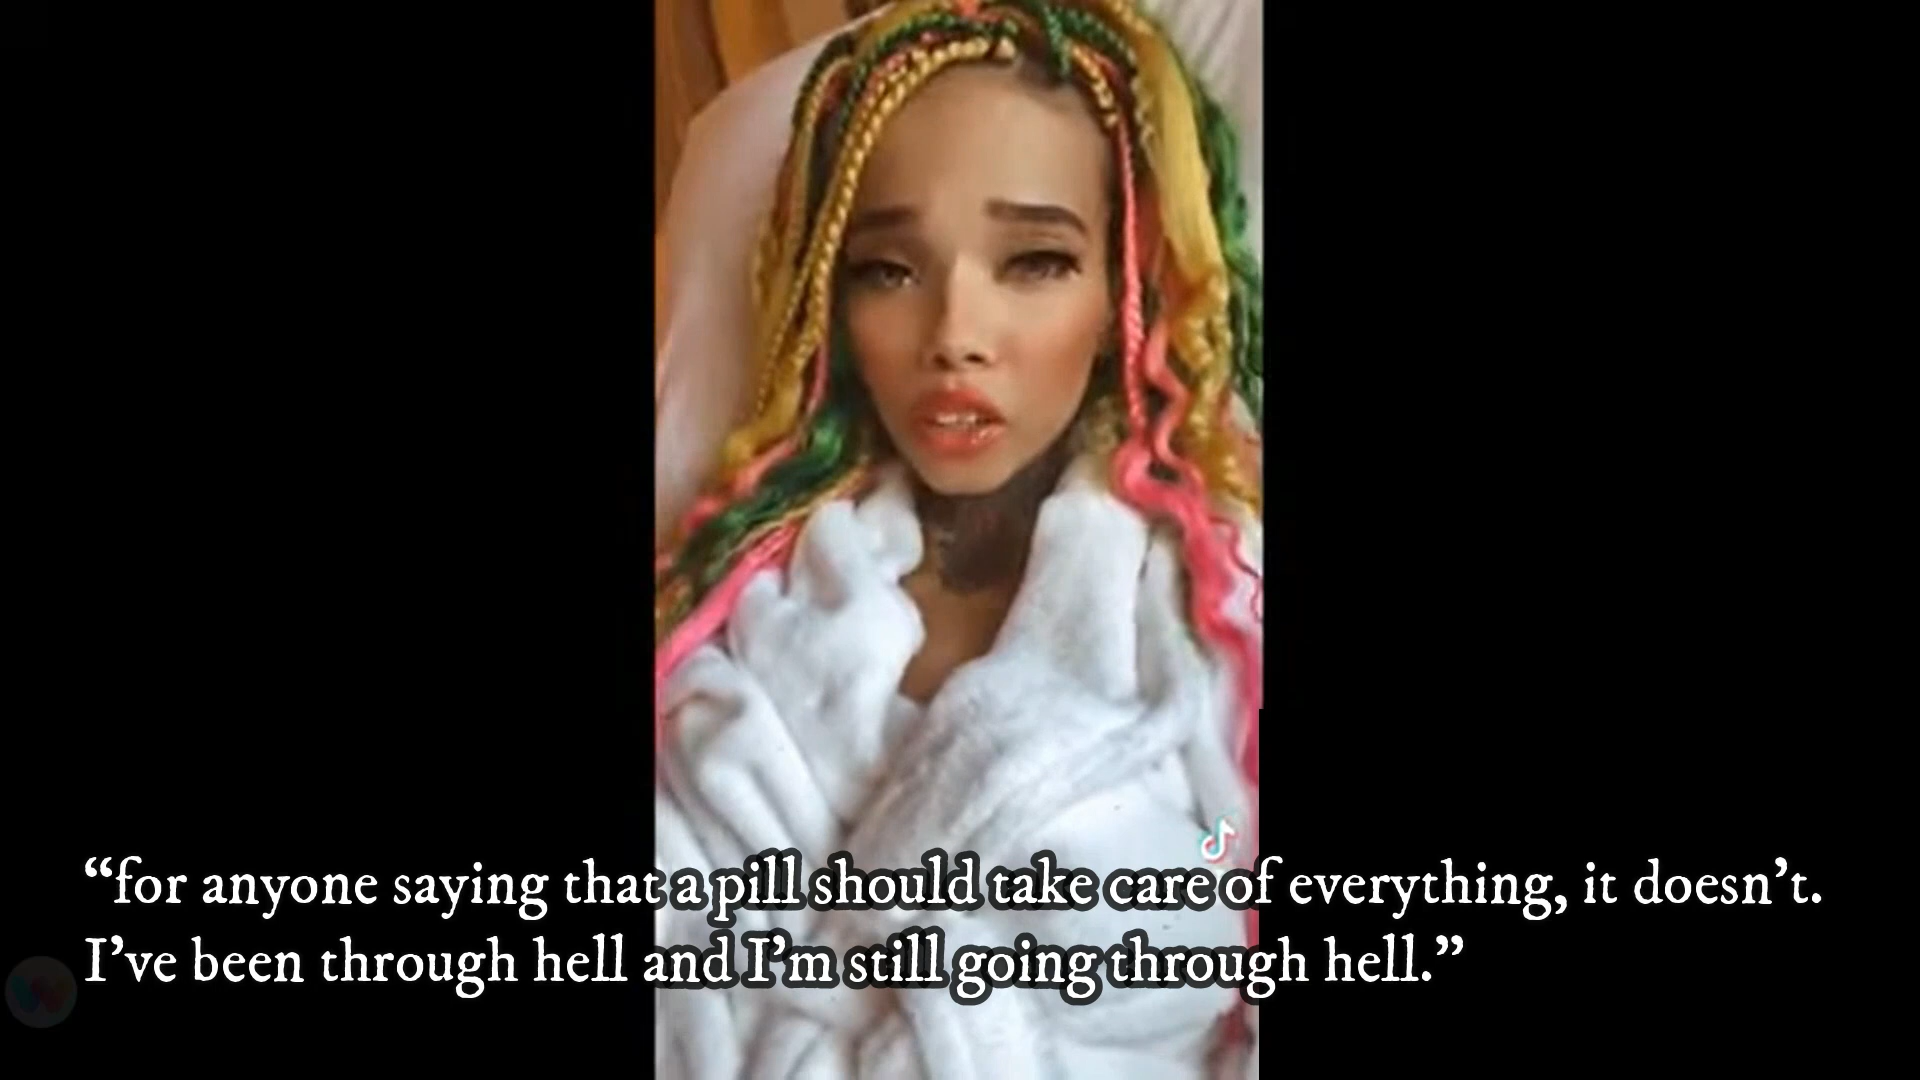 “for anyone saying that a pill should take care of everything, it doesn’t.
I’ve been through hell and I’m still going through hell.”